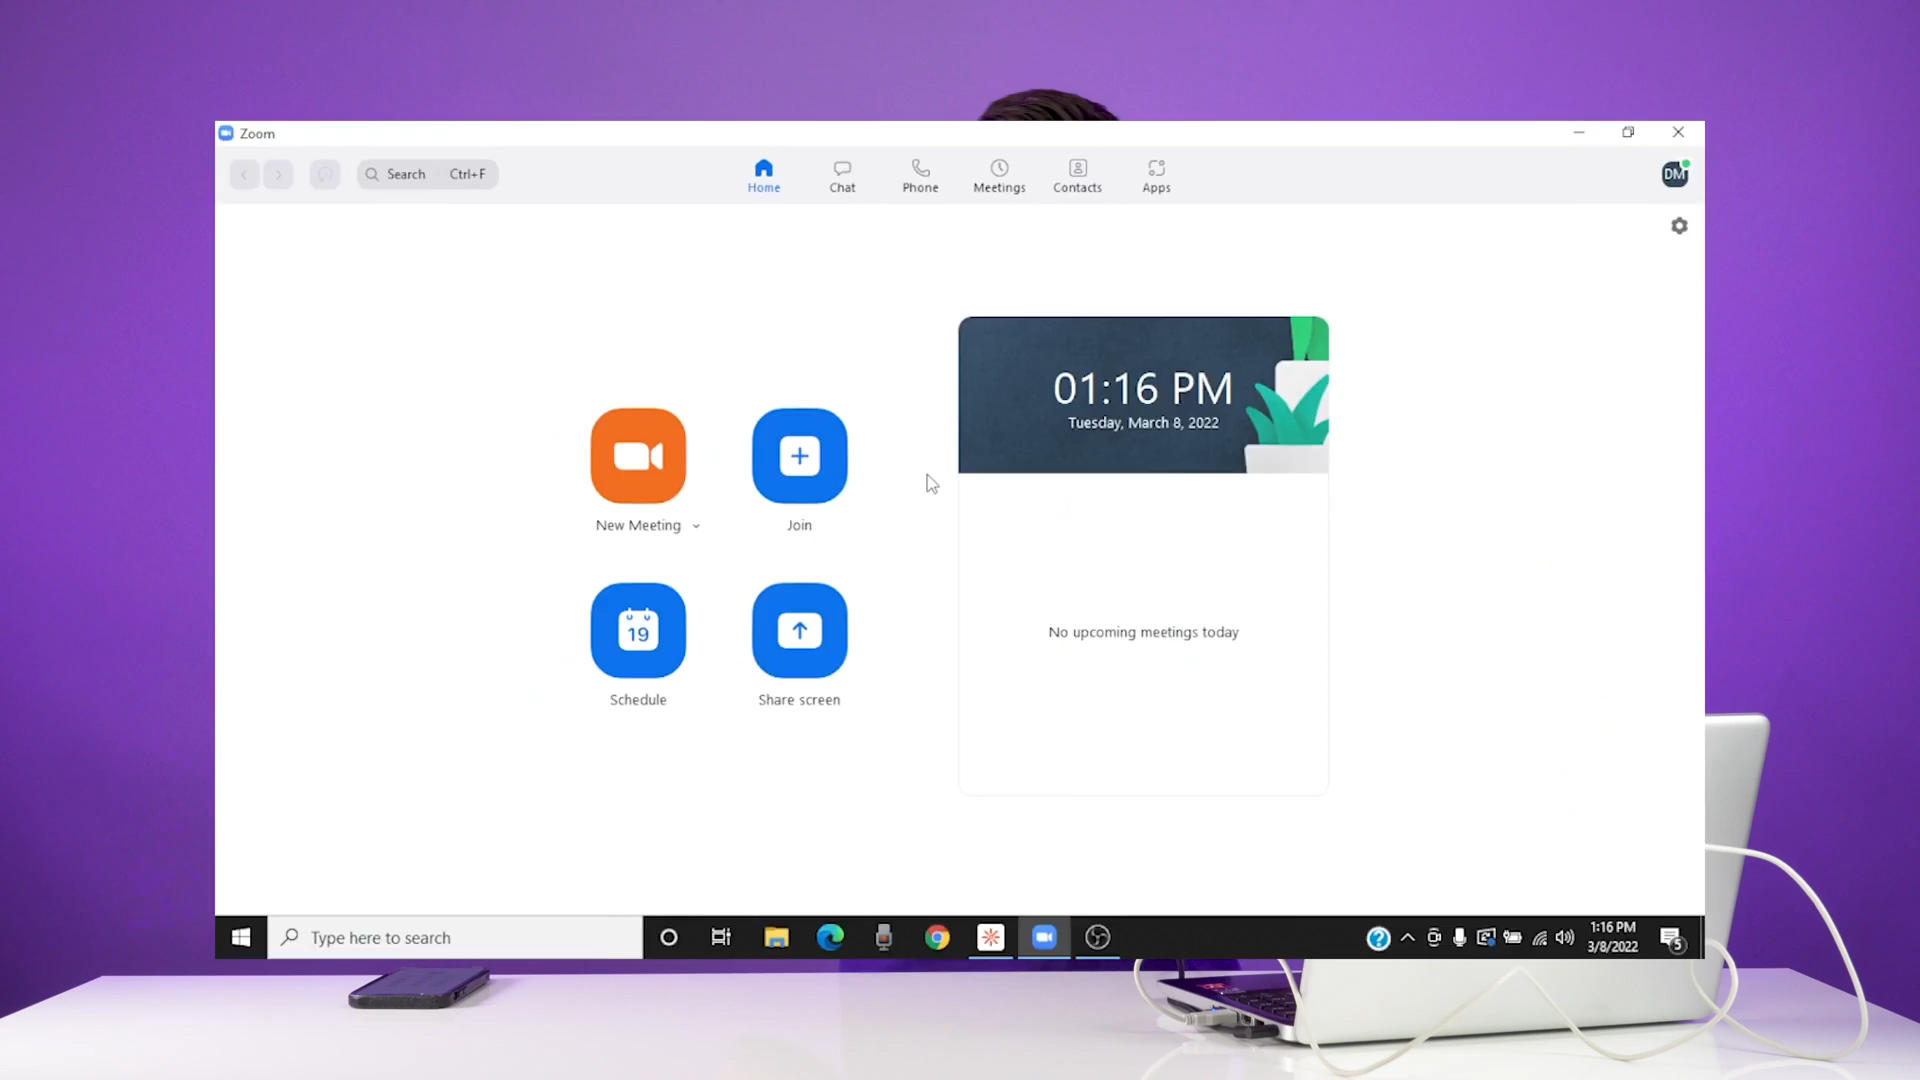 Zoom
Search Ctrl+F
Home
Chat
Phone
Meetings
Contacts
Apps
DM
01:16 PM
Tuesday, March 8, 2022
New Meeting
Join
19
Schedule
Share screen
No upcoming meetings today
Type here to search
1:16 PM
3/8/2022
5